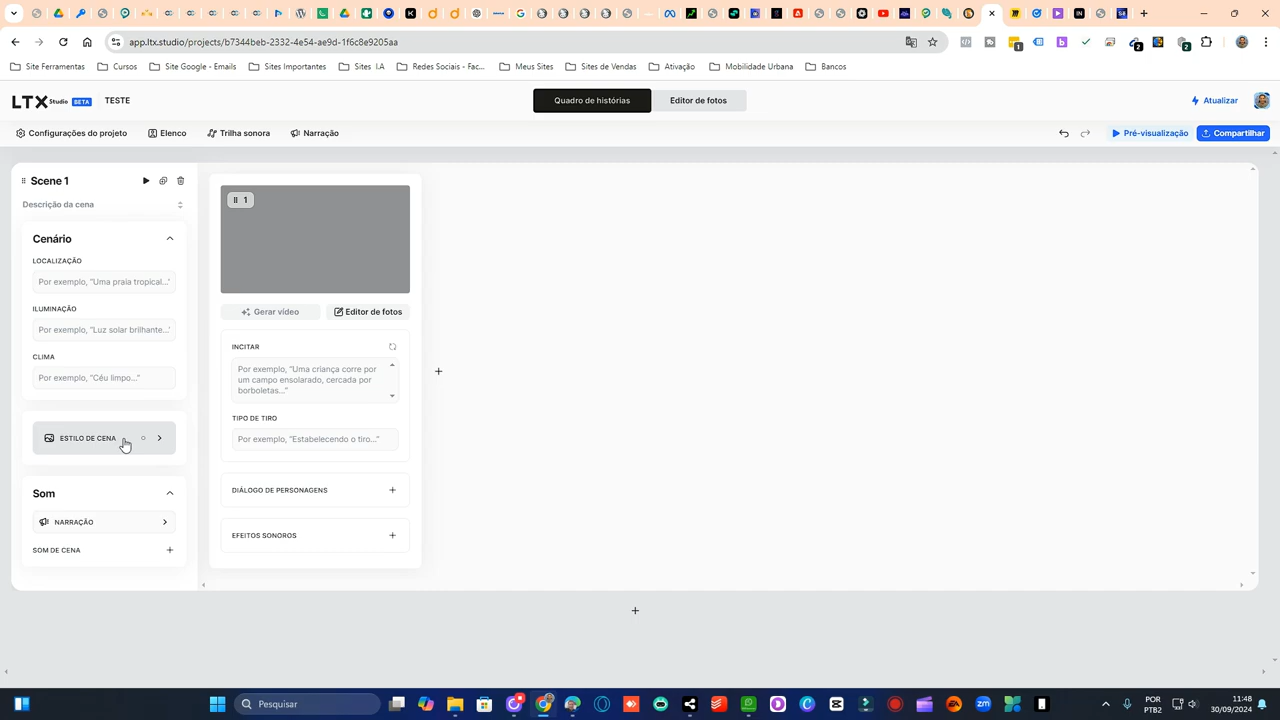 app.ltx.studio/projects/b7344beb-2332-4e54-ae9d-1f6c8e9205aa
Site Ferramentas
Cursos
Site Google - Emails
Sites Importantes
Sites I.A
Redes Sociais - Fac...
Meus Sites
Sites de Vendas
Ativação
Mobilidade Urbana
Bancos
LTX Studio BETA TESTE
Quadro de histórias
Editor de fotos
Atualizar
Configurações do projeto
Elenco
Trilha sonora
Narração
Pré-visualização
Compartilhar
Scene 1
Descrição da cena
Cenário
LOCALIZAÇÃO
Por exemplo, "Uma praia tropical..."
ILUMINAÇÃO
Por exemplo, "Luz solar brilhante..."
CLIMA
Por exemplo, "Céu limpo..."
ESTILO DE CENA
Som
NARRAÇÃO
SOM DE CENA
1
Gerar vídeo
Editor de fotos
INCITAR
Por exemplo, "Uma criança corre por
um campo ensolarado, cercada por
borboletas..."
TIPO DE TIRO
Por exemplo, "Estabelecendo o tiro..."
DIÁLOGO DE PERSONAGENS
EFEITOS SONOROS
Pesquisar
POR
PTB2
11:48
30/09/2024